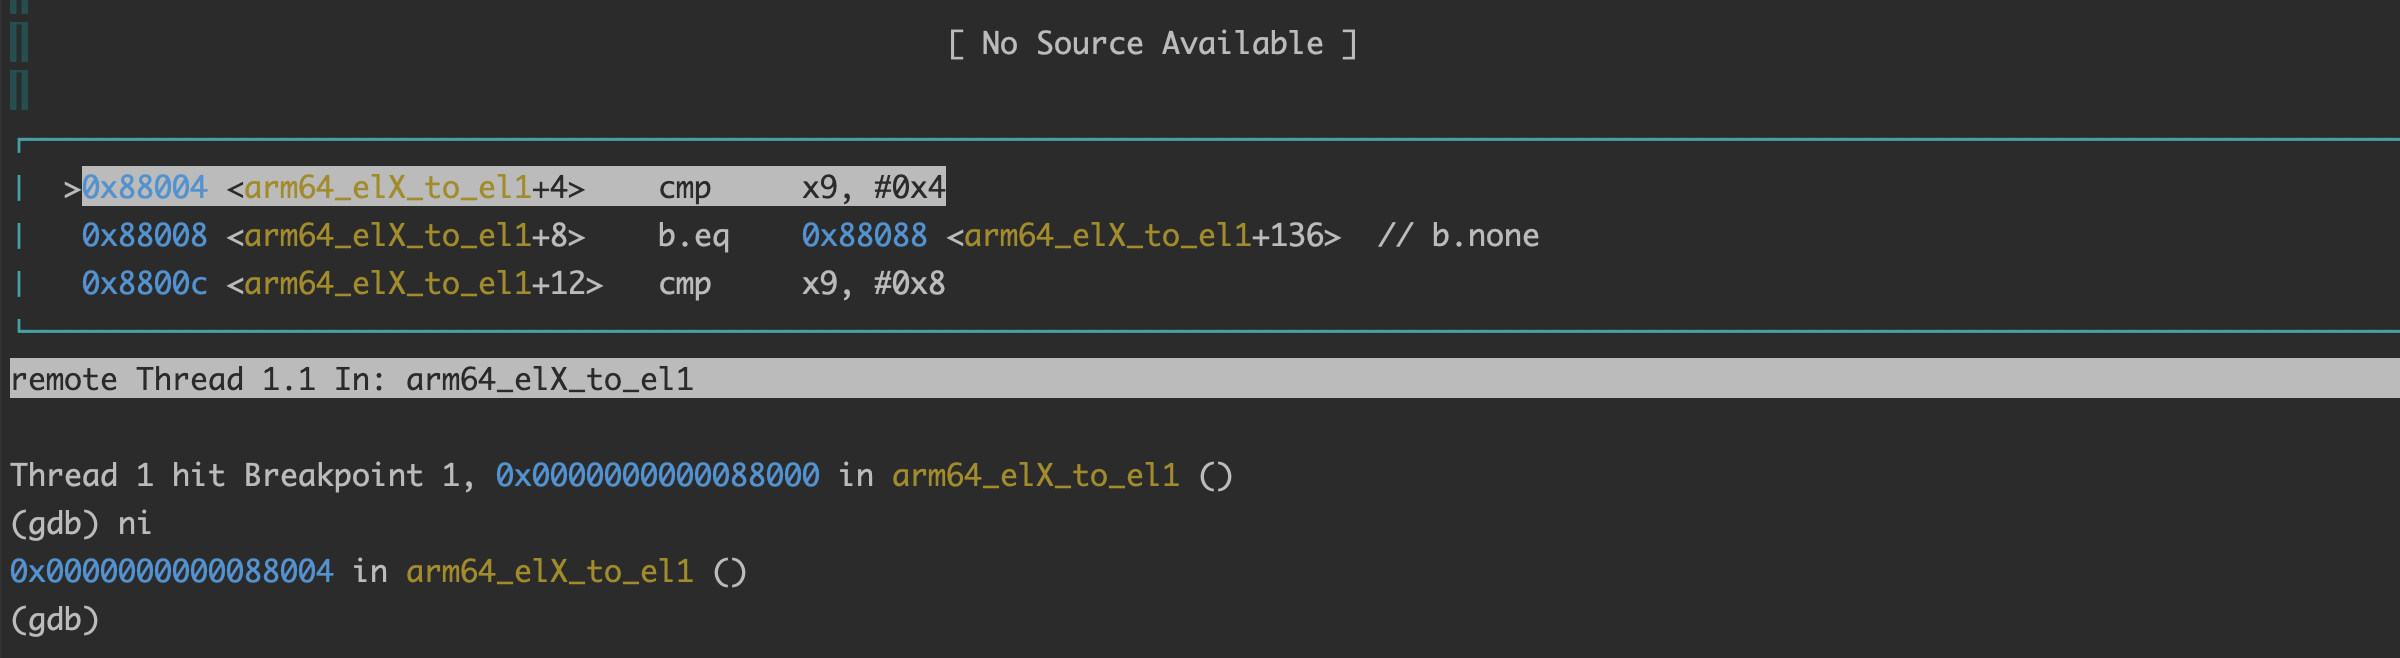 [ No Source Available ]
>0x88004 <arm64_elX_to_el1+4> cmp x9, #0x4
0x88008 <arm64_elX_to_el1+8> b.eq 0x88088 <arm64_elX_to_el1+136> // b.none
0x8800c <arm64_elX_to_el1+12> cmp x9, #0x8
remote Thread 1.1 In: arm64_elX_to_el1
Thread 1 hit Breakpoint 1, 0x0000000000088000 in arm64_elX_to_el1 ()
(gdb) ni
0x0000000000088004 in arm64_elX_to_el1 ()
(gdb)